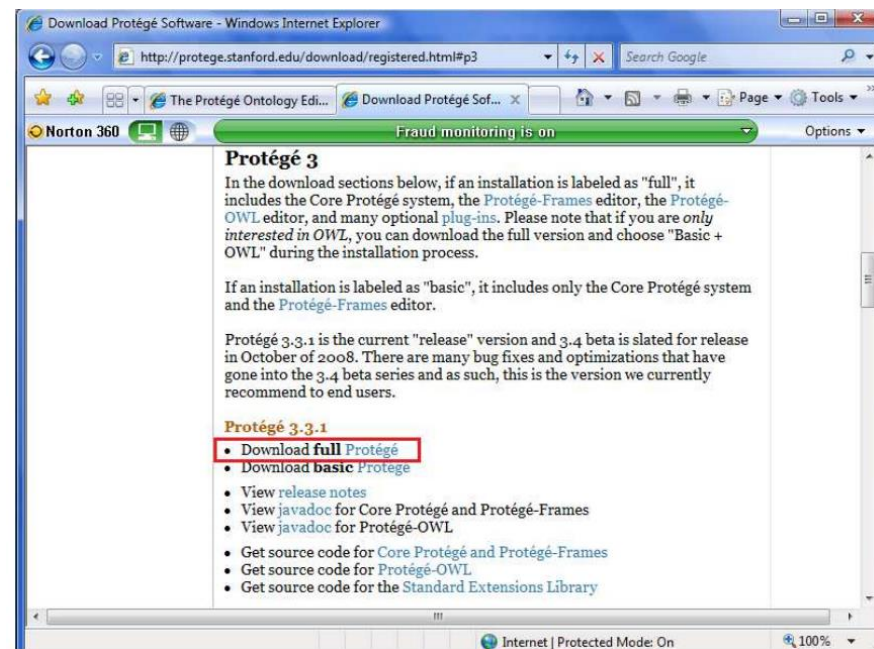 Download Protégé Software - Windows Internet Explorer
http://protege.stanford.edu/download/registered.html#p3
Search Google
The Protégé Ontology Edi...
Download Protégé Sof...
Page
Tools
Norton 360
Fraud monitoring is on
Options
Protégé 3
In the download sections below, if an installation is labeled as "full", it
includes the Core Protégé system, the Protégé-Frames editor, the Protégé-
OWL editor, and many optional plug-ins. Please note that if you are only
interested in OWL, you can download the full version and choose "Basic +
OWL" during the installation process.
If an installation is labeled as "basic", it includes only the Core Protégé system
and the Protégé-Frames editor.
Protégé 3.3.1 is the current "release" version and 3.4 beta is slated for release
in October of 2008. There are many bug fixes and optimizations that have
gone into the 3.4 beta series and as such, this is the version we currently
recommend to end users.
Protégé 3.3.1
• Download full Protégé
• Download basic Protégé
• View release notes
• View javadoc for Core Protégé and Protégé-Frames
• View javadoc for Protégé-OWL
• Get source code for Core Protégé and Protégé-Frames
• Get source code for Protégé-OWL
• Get source code for the Standard Extensions Library
Internet | Protected Mode: On
100%